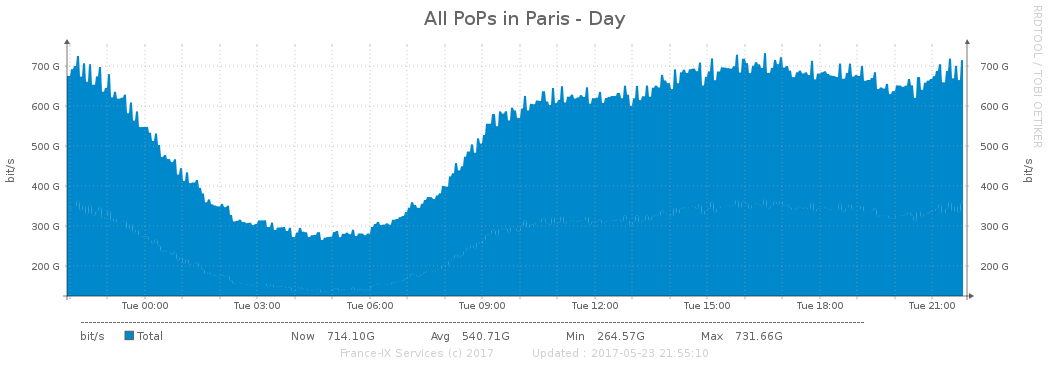 All PoPs in Paris - Day
RRDTOOL / TOBI OETIKER
700 G 700 G
600 G 600 G
500 G 500 G
400 G 400 G
300 G 300 G
200 G 200 G
bit/s bit/s
Tue 00:00 Tue 03:00 Tue 06:00 Tue 09:00 Tue 12:00 Tue 15:00 Tue 18:00 Tue 21:00
bit/s Total Now 714.10G Avg 540.71G Min 264.57G Max 731.66G
France-IX Services (c) 2017 Updated : 2017-05-23 21:55:10